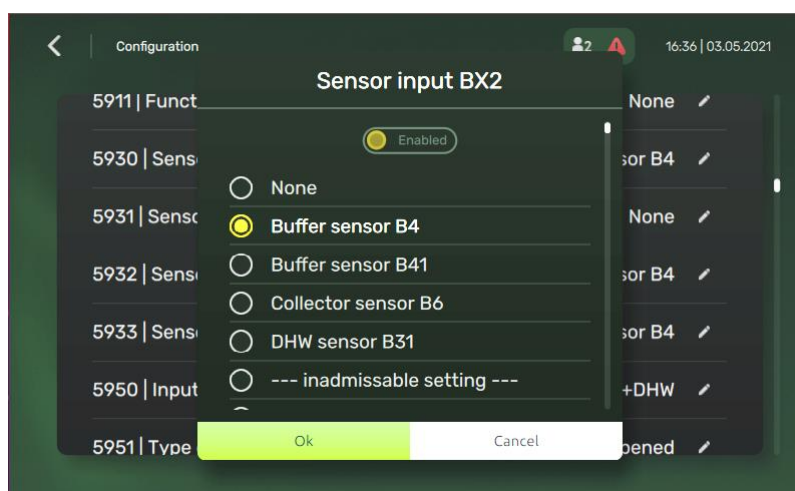 Configuration 2 16:36 | 03.05.2021
Sensor input BX2
5911 | Funct None
Enabled
5930 | Sens sor B4
None
5931 | Senso None
Buffer sensor B4
Buffer sensor B41
5932 | Sens sor B4
Collector sensor B6
5933 | Sens sor B4
DHW sensor B31
5950 | Input --- inadmissable setting --- +DHW
Ok Cancel
5951 | Type pened